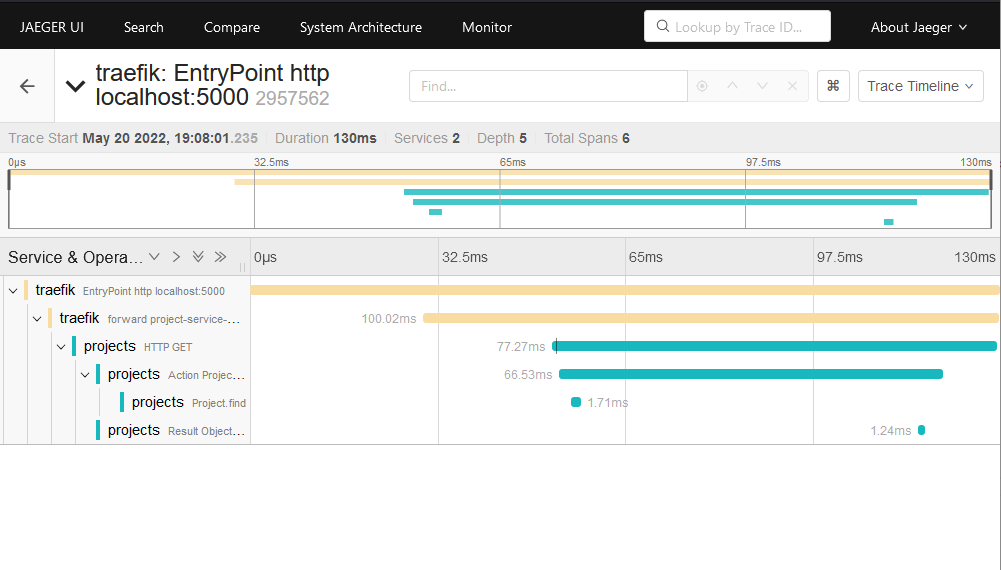 JAEGER UI Search Compare System Architecture Monitor Lookup by Trace ID... About Jaeger
traefik: EntryPoint http
localhost:5000 2957562
Find...
⌘
Trace Timeline
Trace Start May 20 2022, 19:08:01.235 Duration 130ms Services 2 Depth 5 Total Spans 6
0μs 32.5ms 65ms 97.5ms 130ms
Service & Opera... 0μs 32.5ms 65ms 97.5ms 130ms
traefik EntryPoint http localhost:5000
traefik forward project-service-... 100.02ms
projects HTTP GET 77.27ms
projects Action Projec... 66.53ms
projects Project.find 1.71ms
projects Result Object... 1.24ms